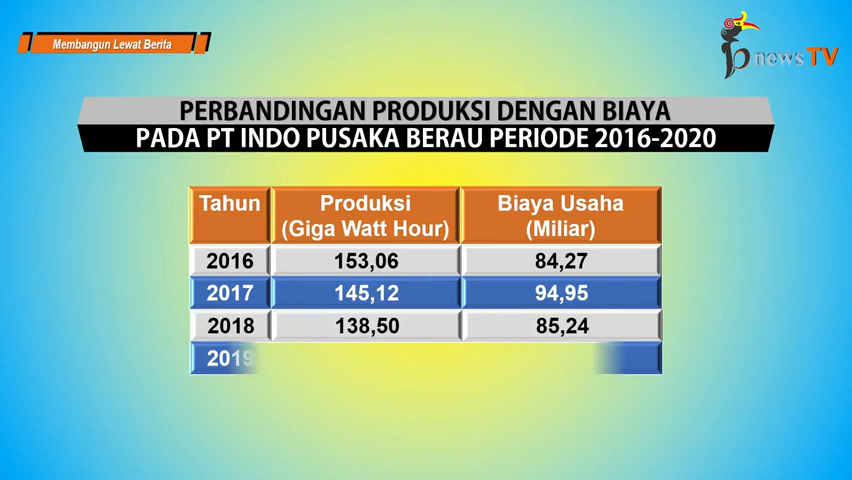 Membangun Lewat Berita
b news TV
PERBANDINGAN PRODUKSI DENGAN BIAYA
PADA PT INDO PUSAKA BERAU PERIODE 2016-2020
Tahun Produksi (Giga Watt Hour) Biaya Usaha (Miliar)
2016 153,06 84,27
2017 145,12 94,95
2018 138,50 85,24
2019